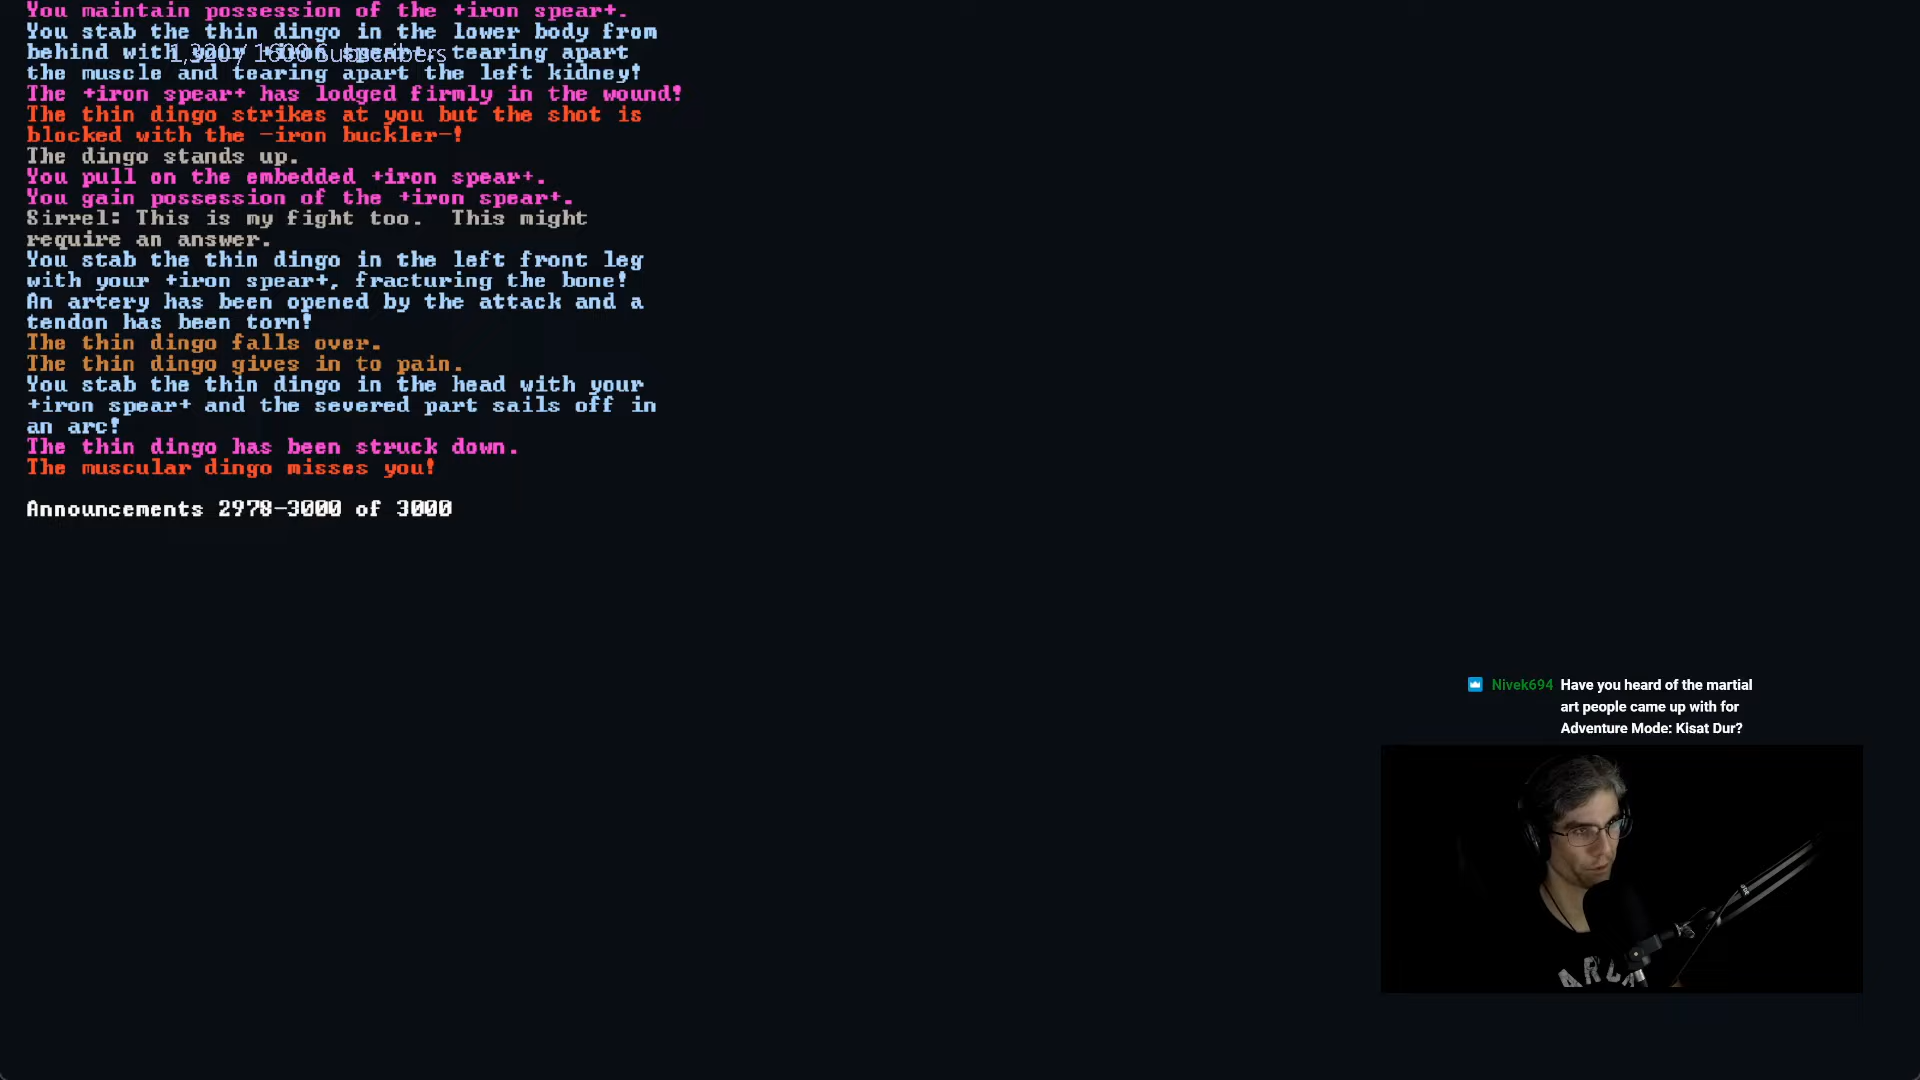 You maintain possession of the +iron spear+.
You stab the thin dingo in the lower body from
behind with your +iron spear+, tearing apart
1,320 / 1600 Subscribers
the muscle and tearing apart the left kidney!
The +iron spear+ has lodged firmly in the wound!
The thin dingo strikes at you but the shot is
blocked with the -iron buckler-!
The dingo stands up.
You pull on the embedded +iron spear+.
You gain possession of the +iron spear+.
Sirrel: This is my fight too.  This might
require an answer.
You stab the thin dingo in the left front leg
with your +iron spear+, fracturing the bone!
An artery has been opened by the attack and a
tendon has been torn!
The thin dingo falls over.
The thin dingo gives in to pain.
You stab the thin dingo in the head with your
+iron spear+ and the severed part sails off in
an arc!
The thin dingo has been struck down.
The muscular dingo misses you!
Announcements 2978-3000 of 3000
Nivek694 Have you heard of the martial
art people came up with for
Adventure Mode: Kisat Dur?